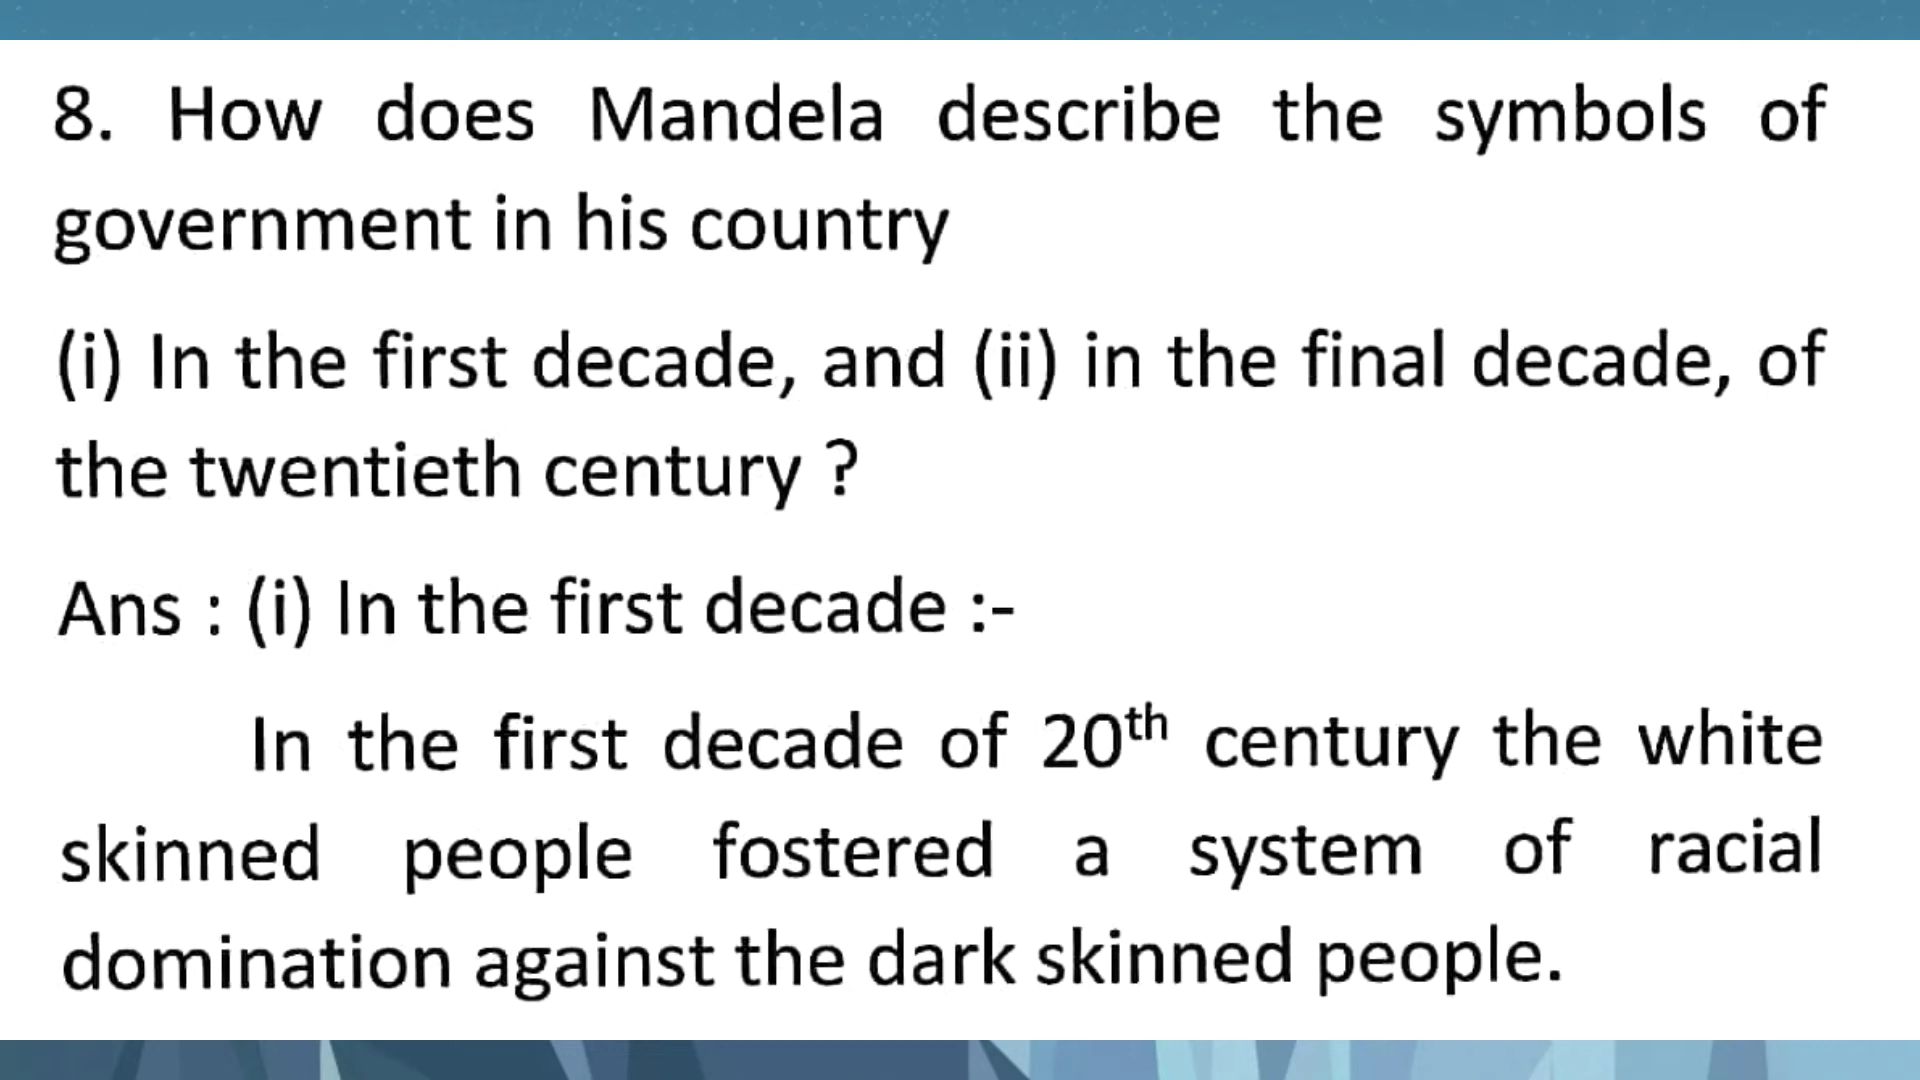 8. How does Mandela describe the symbols of
government in his country
(i) In the first decade, and (ii) in the final decade, of
the twentieth century ?
Ans : (i) In the first decade :-
In the first decade of 20th century the white
skinned people fostered a system of racial
domination against the dark skinned people.